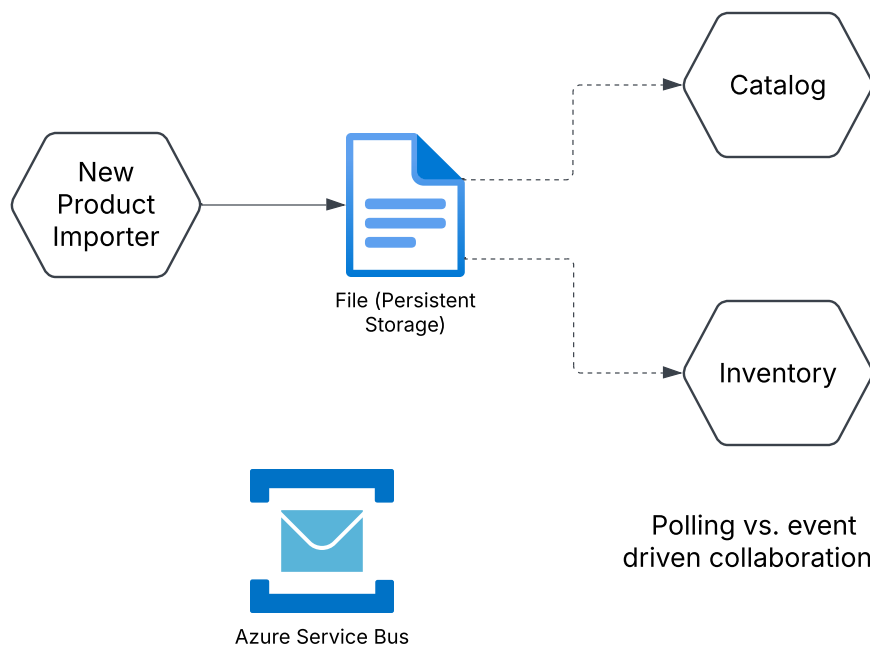 Catalog
New
Product
Importer
File (Persistent
Storage)
Inventory
Polling vs. event
driven collaboration
Azure Service Bus